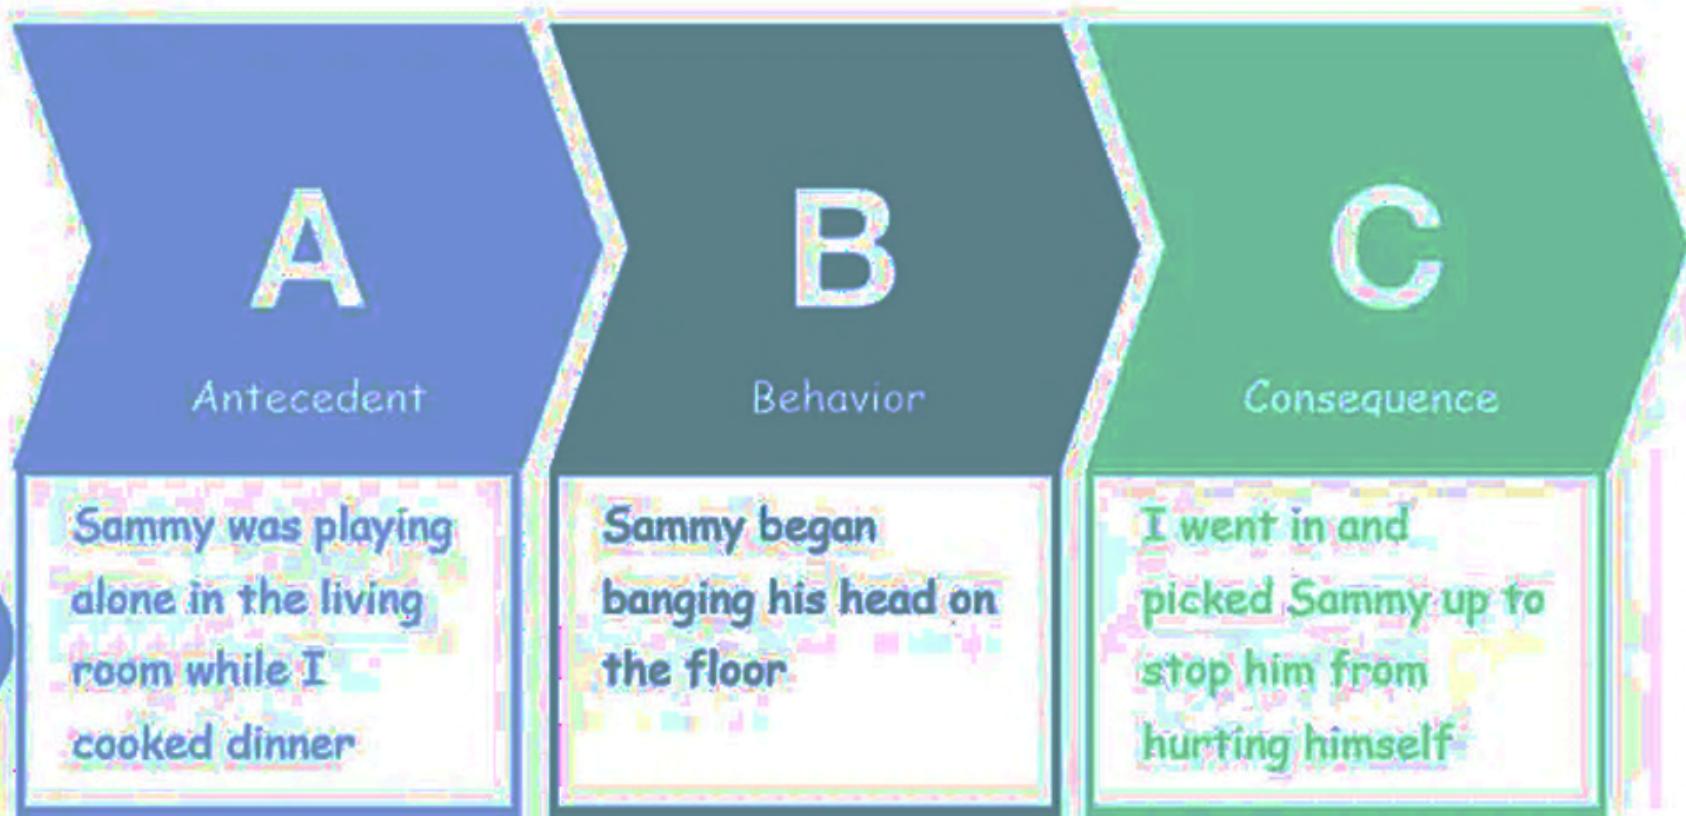 A
Antecedent
Sammy was playing
alone in the living
room while I
cooked dinner
B
Behavior
Sammy began
banging his head on
the floor
C
Consequence
I went in and
picked Sammy up to
stop him from
hurting himself